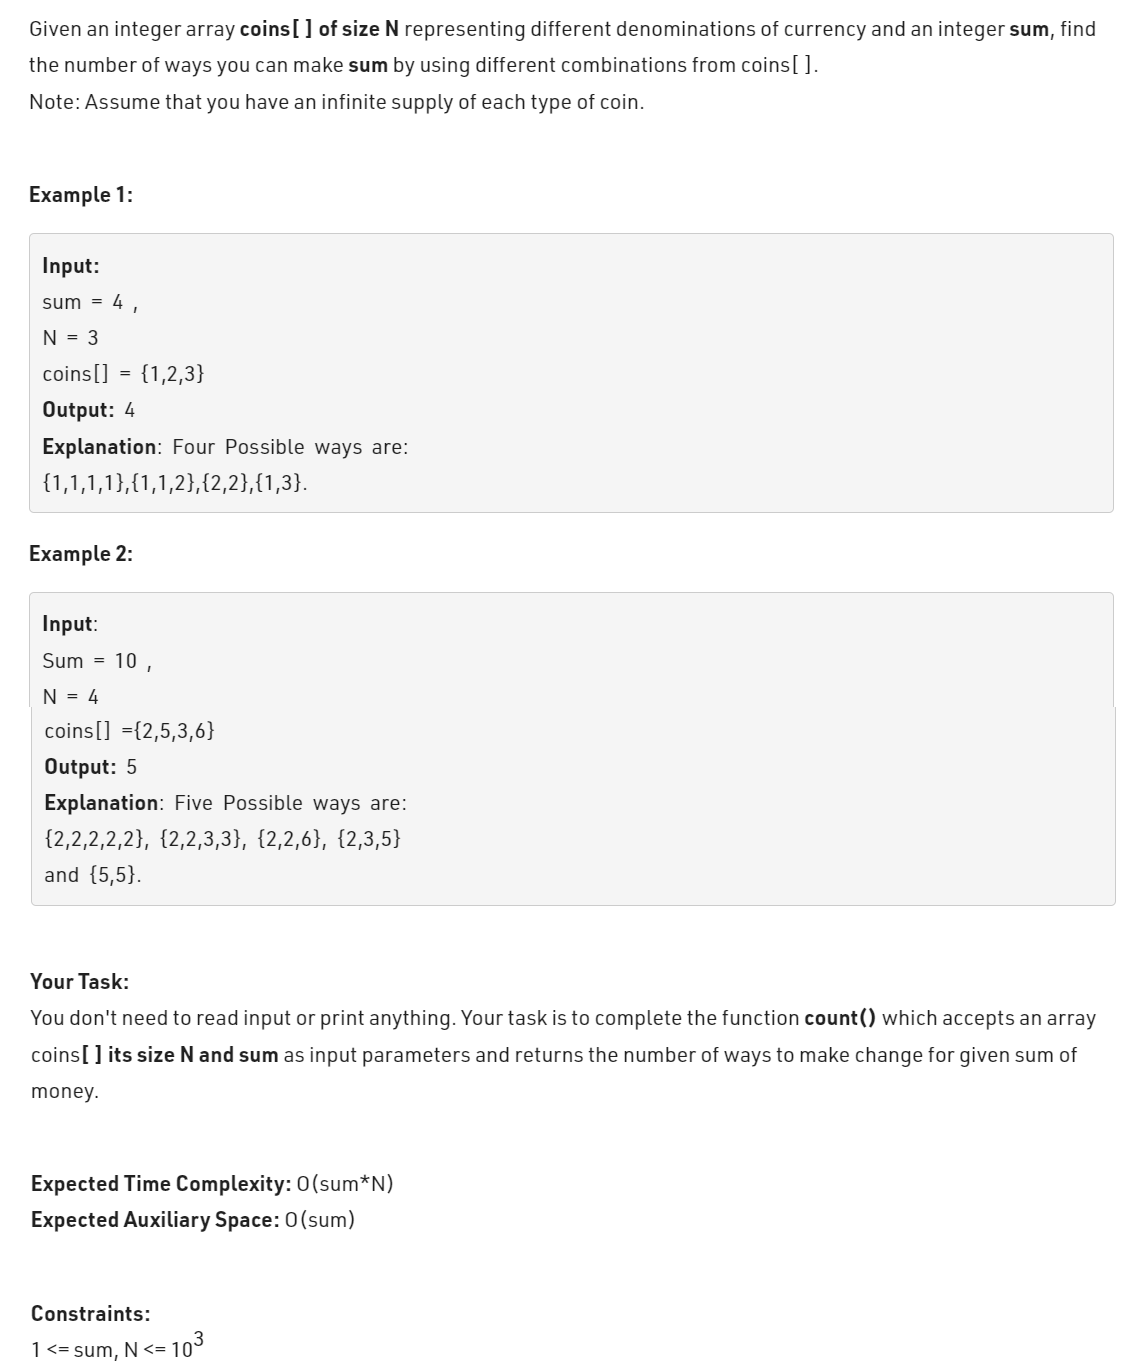 Given an integer array coins[ ] of size N representing different denominations of currency and an integer sum, find
the number of ways you can make sum by using different combinations from coins[ ].
Note: Assume that you have an infinite supply of each type of coin.
Example 1:
Input:
sum = 4 ,
N = 3
coins[] = {1,2,3}
Output: 4
Explanation: Four Possible ways are:
{1,1,1,1},{1,1,2},{2,2},{1,3}.
Example 2:
Input:
Sum = 10 ,
N = 4
coins[] ={2,5,3,6}
Output: 5
Explanation: Five Possible ways are:
{2,2,2,2,2}, {2,2,3,3}, {2,2,6}, {2,3,5}
and {5,5}.
Your Task:
You don't need to read input or print anything. Your task is to complete the function count() which accepts an array
coins[ ] its size N and sum as input parameters and returns the number of ways to make change for given sum of
money.
Expected Time Complexity: O(sum*N)
Expected Auxiliary Space: O(sum)
Constraints:
1 <= sum, N <= 10³